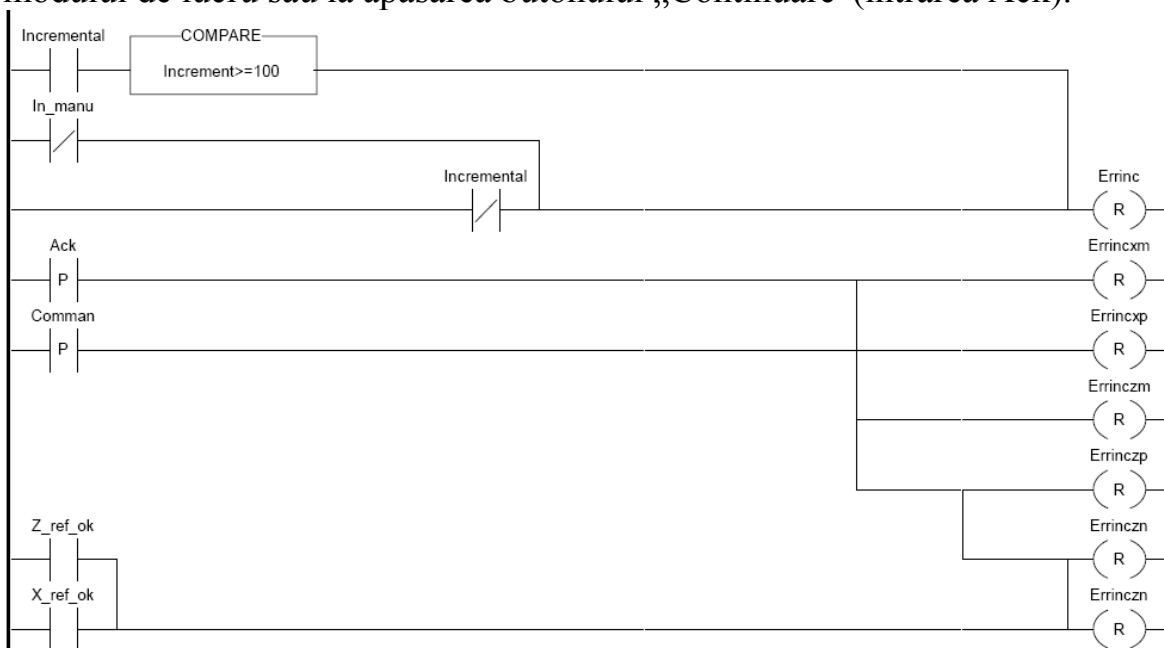 modului de lucru sau la apăsarea butonului „Continuare" (intrarea Ack).
Incremental COMPARE
Increment>=100
In_manu
Incremental Errinc
R
Ack Errincxm
P R
Comman Errincxp
P R
Errinczm
R
Errinczp
R
Z_ref_ok Errinczn
R
X_ref_ok Errinczn
R